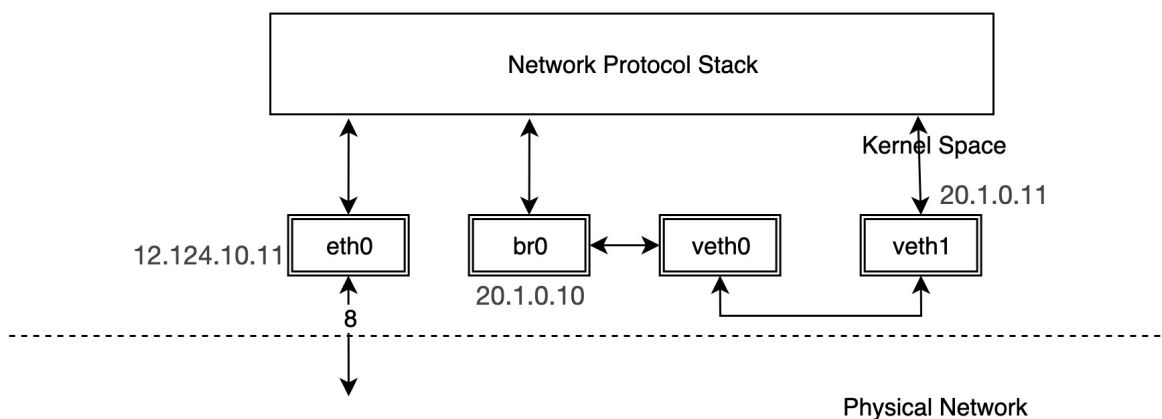 Network Protocol Stack
Kernel Space
20.1.0.11
12.124.10.11
eth0
br0
veth0
veth1
20.1.0.10
8
Physical Network